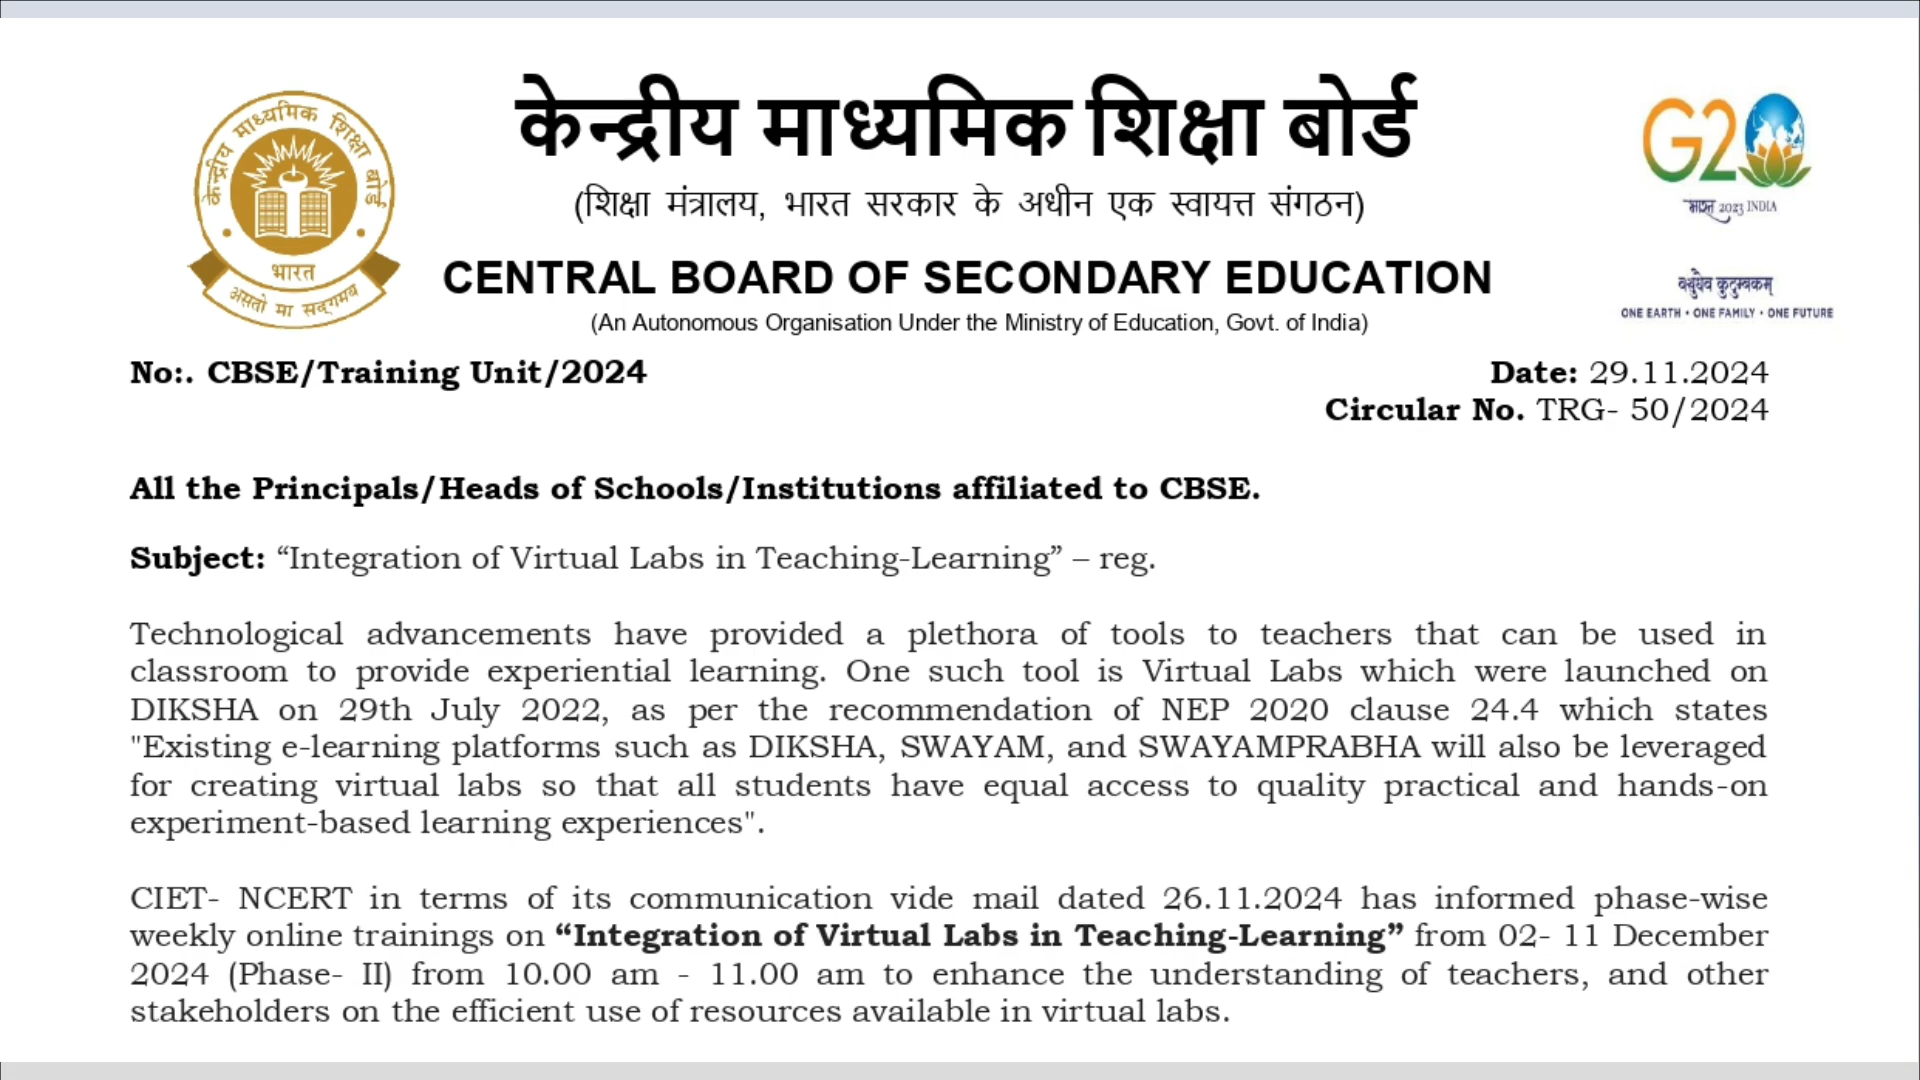 केन्द्रीय माध्यमिक शिक्षा बोर्ड
(शिक्षा मंत्रालय, भारत सरकार के अधीन एक स्वायत्त संगठन)
केन्द्रीय माध्यमिक शिक्षा बोर्ड
भारत
असतो मा सद्गमय
G20
भारत 2023 INDIA
वसुधैव कुटुम्बकम्
ONE EARTH • ONE FAMILY • ONE FUTURE
CENTRAL BOARD OF SECONDARY EDUCATION
(An Autonomous Organisation Under the Ministry of Education, Govt. of India)
No:. CBSE/Training Unit/2024
Date: 29.11.2024
Circular No. TRG- 50/2024
All the Principals/Heads of Schools/Institutions affiliated to CBSE.
Subject: “Integration of Virtual Labs in Teaching-Learning” – reg.
Technological advancements have provided a plethora of tools to teachers that can be used in
classroom to provide experiential learning. One such tool is Virtual Labs which were launched on
DIKSHA on 29th July 2022, as per the recommendation of NEP 2020 clause 24.4 which states
"Existing e-learning platforms such as DIKSHA, SWAYAM, and SWAYAMPRABHA will also be leveraged
for creating virtual labs so that all students have equal access to quality practical and hands-on
experiment-based learning experiences".
CIET- NCERT in terms of its communication vide mail dated 26.11.2024 has informed phase-wise
weekly online trainings on “Integration of Virtual Labs in Teaching-Learning” from 02- 11 December
2024 (Phase- II) from 10.00 am - 11.00 am to enhance the understanding of teachers, and other
stakeholders on the efficient use of resources available in virtual labs.